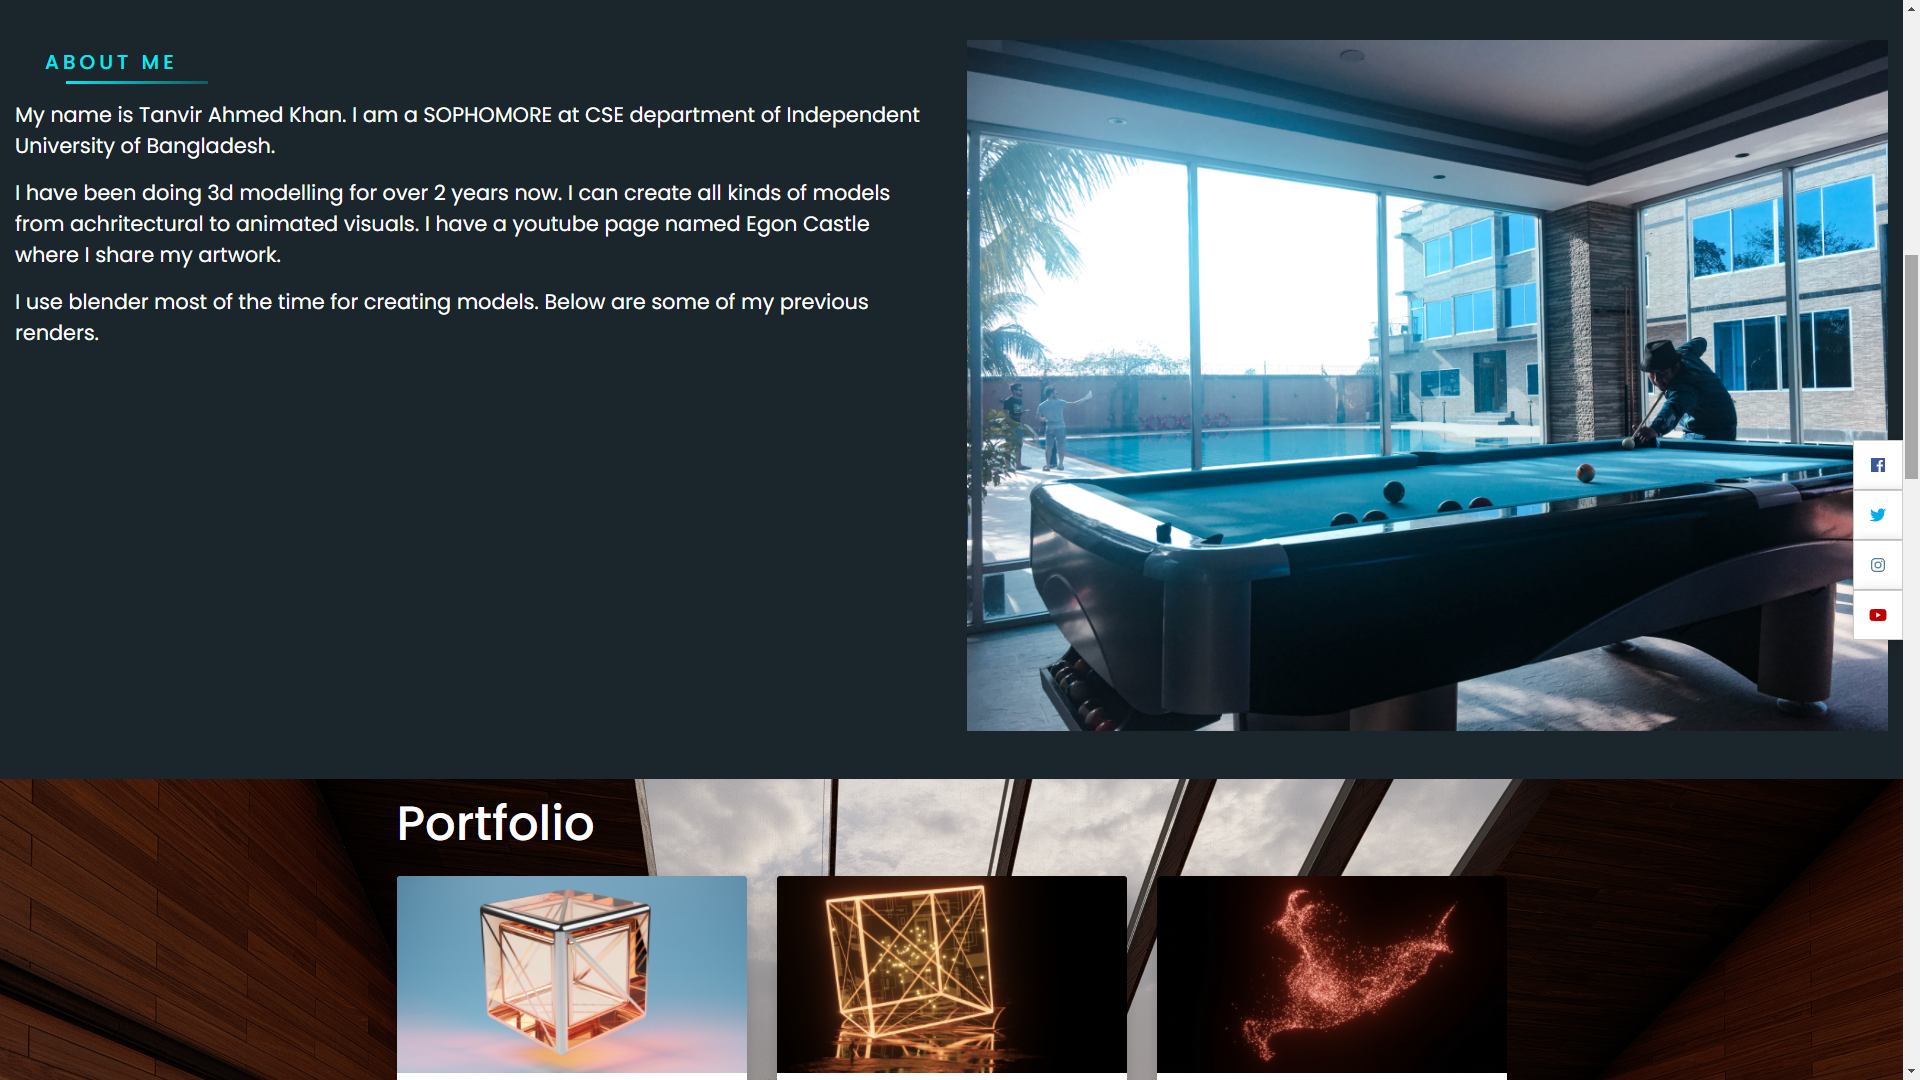 ABOUT ME
My name is Tanvir Ahmed Khan. I am a SOPHOMORE at CSE department of Independent
University of Bangladesh.
I have been doing 3d modelling for over 2 years now. I can create all kinds of models
from achritectural to animated visuals. I have a youtube page named Egon Castle
where I share my artwork.
I use blender most of the time for creating models. Below are some of my previous
renders.
Portfolio